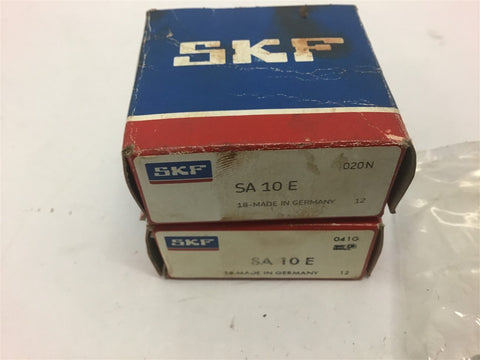 SKF
SKF
020N
SA 10 E
18-MADE IN GERMANY 12
SKF
041G
SA 10 E
18-MADE IN GERMANY 12